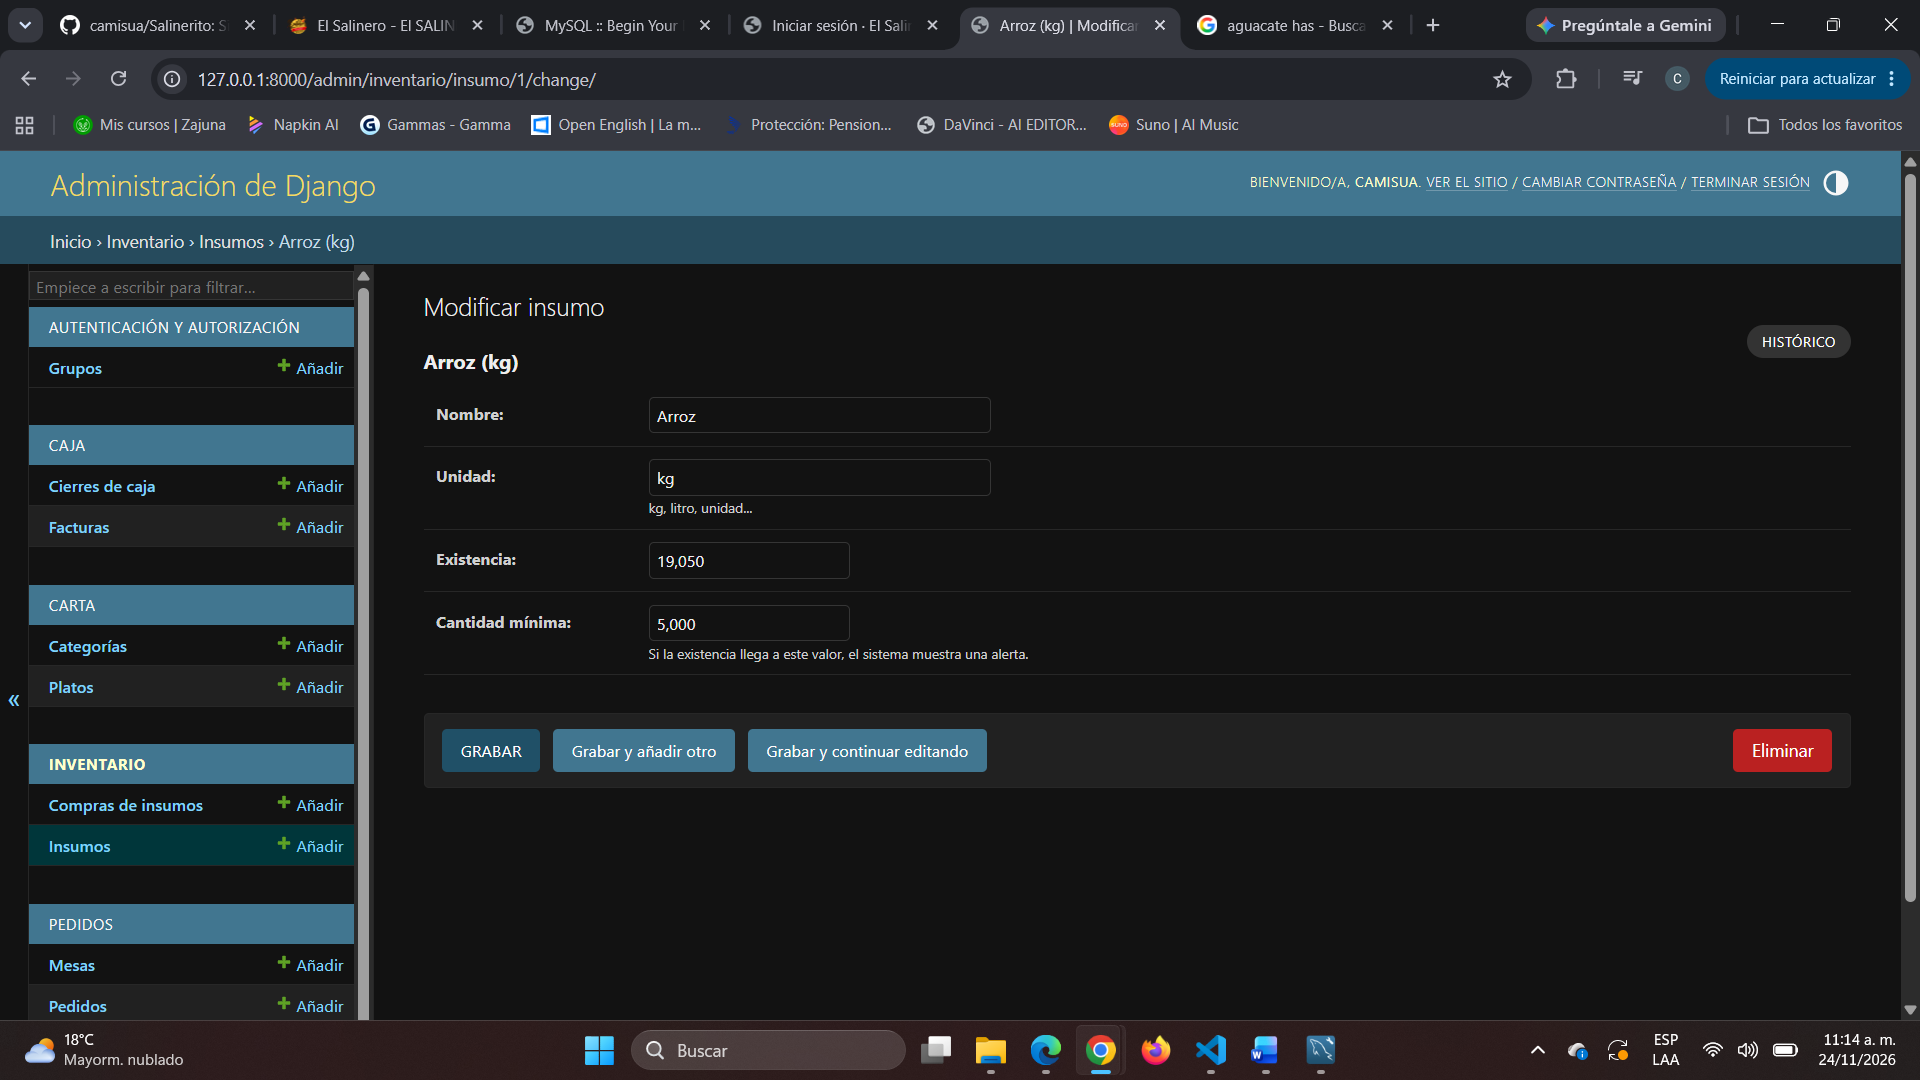 camisua/Salinerito: S
El Salinero - El SALIN
MySQL :: Begin Your
Iniciar sesión · El Salin
Arroz (kg) | Modificar
aguacate has - Busca
Pregúntale a Gemini
127.0.0.1:8000/admin/inventario/insumo/1/change/
C
Reiniciar para actualizar
Mis cursos | Zajuna
Napkin AI
Gammas - Gamma
Open English | La m...
Protección: Pension...
DaVinci - AI EDITOR...
Suno | AI Music
Todos los favoritos
Administración de Django
BIENVENIDO/A, CAMISUA. VER EL SITIO / CAMBIAR CONTRASEÑA / TERMINAR SESIÓN
Inicio › Inventario › Insumos › Arroz (kg)
Empiece a escribir para filtrar...
AUTENTICACIÓN Y AUTORIZACIÓN
Grupos Añadir
CAJA
Cierres de caja Añadir
Facturas Añadir
CARTA
Categorías Añadir
Platos Añadir
«
INVENTARIO
Compras de insumos Añadir
Insumos Añadir
PEDIDOS
Mesas Añadir
Pedidos Añadir
Modificar insumo
HISTÓRICO
Arroz (kg)
Nombre: Arroz
Unidad: kg
kg, litro, unidad...
Existencia: 19,050
Cantidad mínima: 5,000
Si la existencia llega a este valor, el sistema muestra una alerta.
GRABAR
Grabar y añadir otro
Grabar y continuar editando
Eliminar
18°C
Mayorm. nublado
Buscar
ESP
LAA
11:14 a. m.
24/11/2026